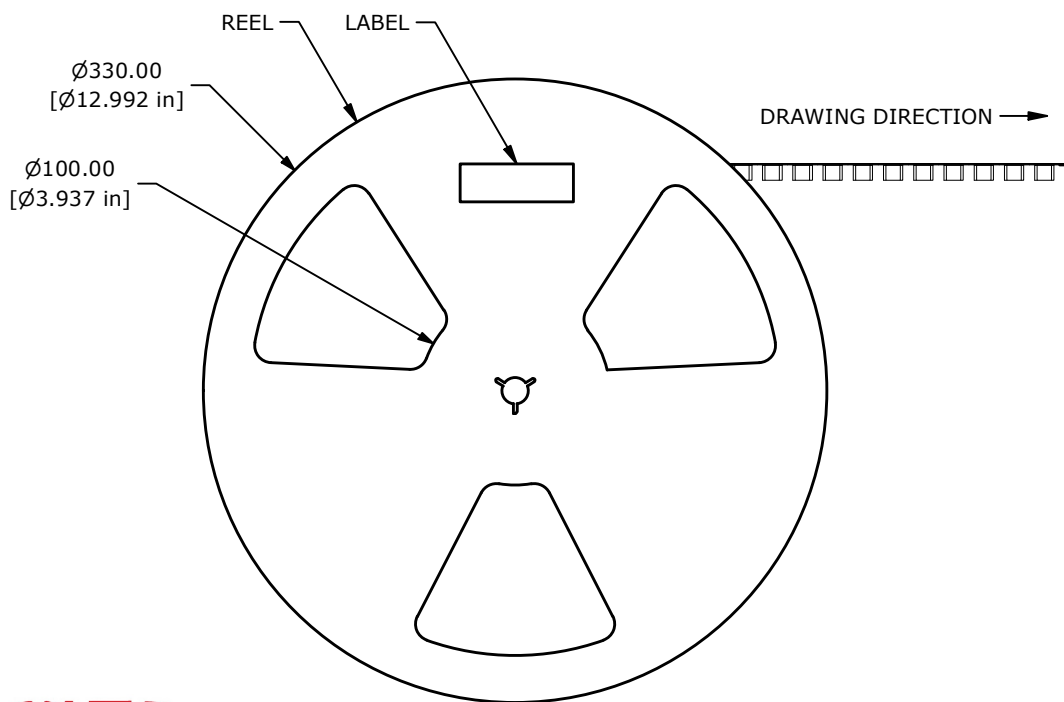 REEL
LABEL
Ø330.00
[Ø12.992 in]
DRAWING DIRECTION
Ø100.00
[Ø3.937 in]